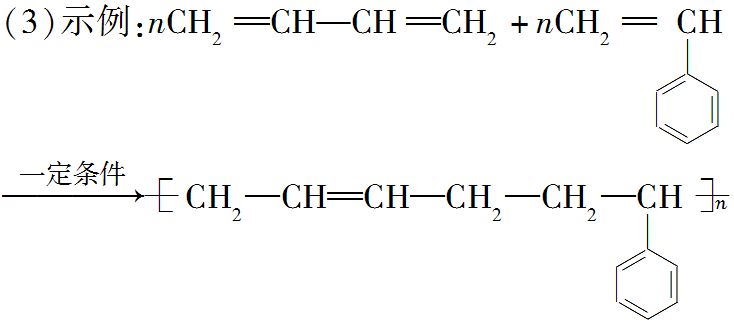 (3)示例:nCH₂=CH—CH=CH₂+nCH₂=CH
一定条件
[CH₂—CH=CH—CH₂—CH₂—CH]ₙ